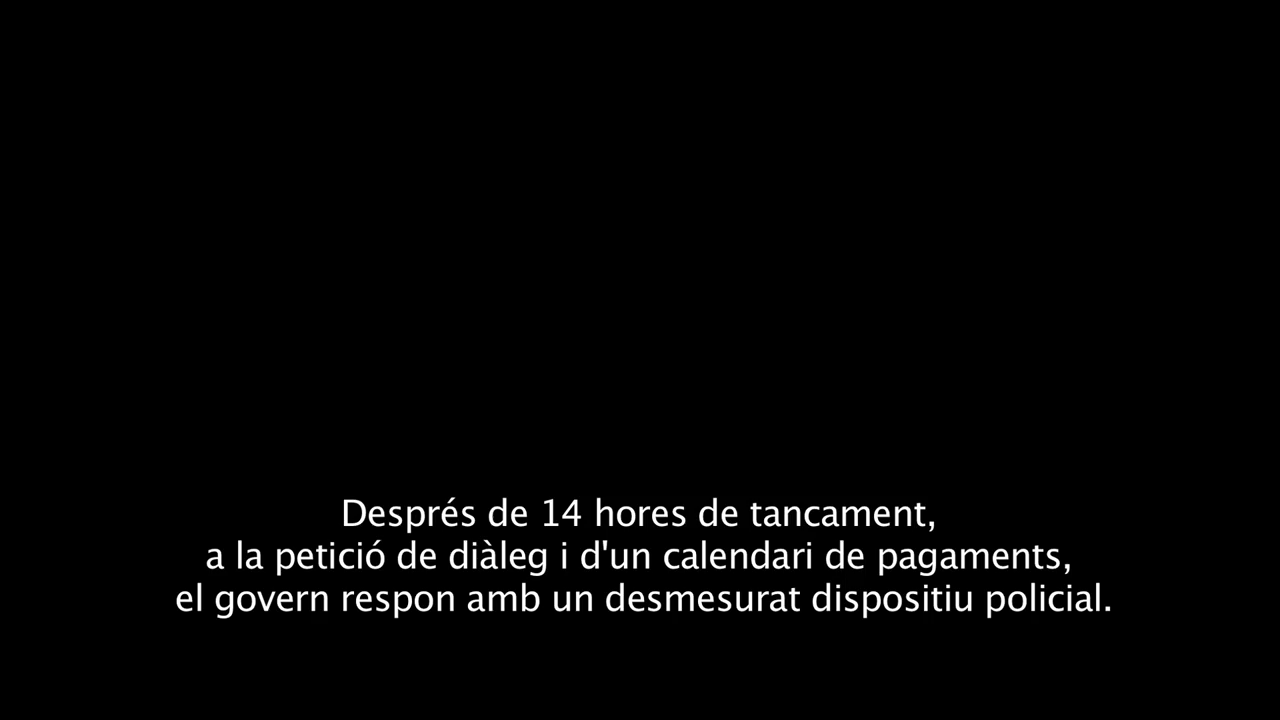 Després de 14 hores de tancament,
a la petició de diàleg i d'un calendari de pagaments,
el govern respon amb un desmesurat dispositiu policial.